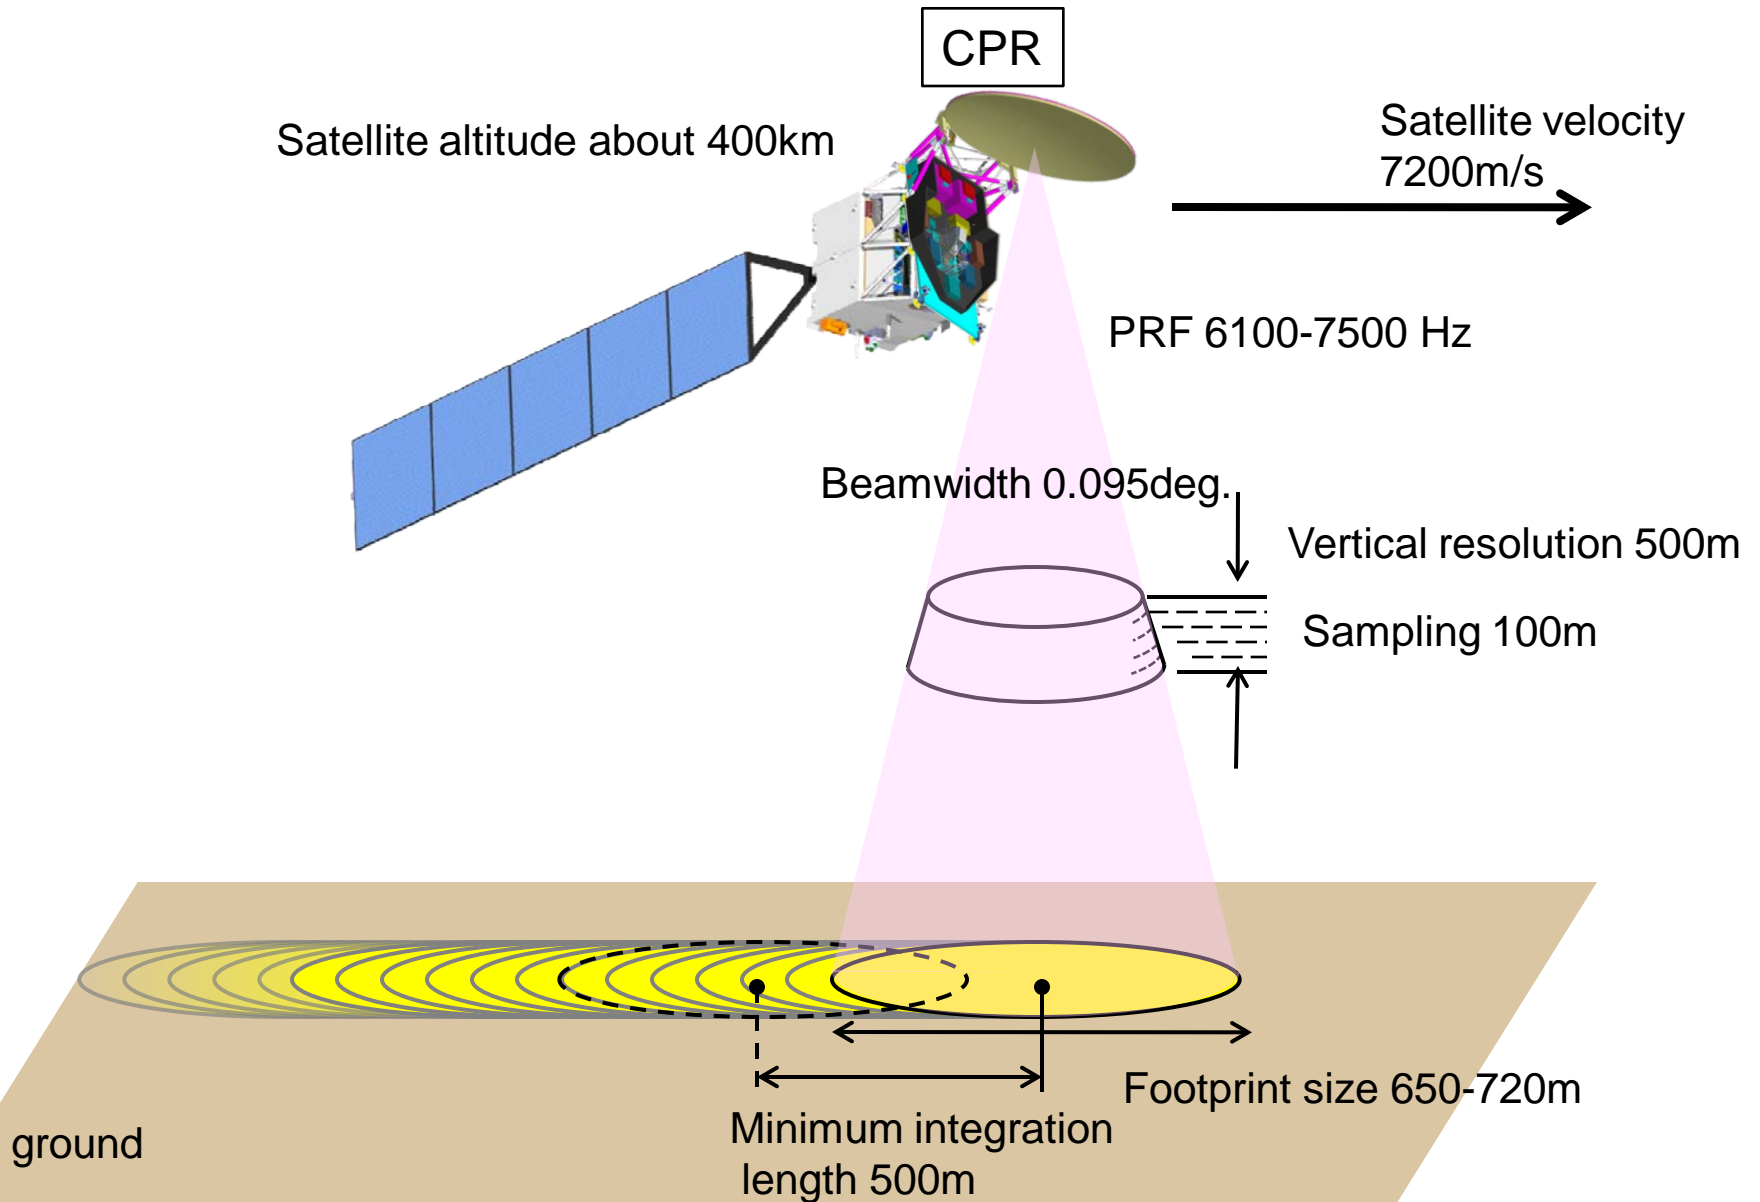 CPR
Satellite altitude about 400km
Satellite velocity
7200m/s
PRF 6100-7500 Hz
Beamwidth 0.095deg.
Vertical resolution 500m
Sampling 100m
Footprint size 650-720m
Minimum integration
length 500m
ground